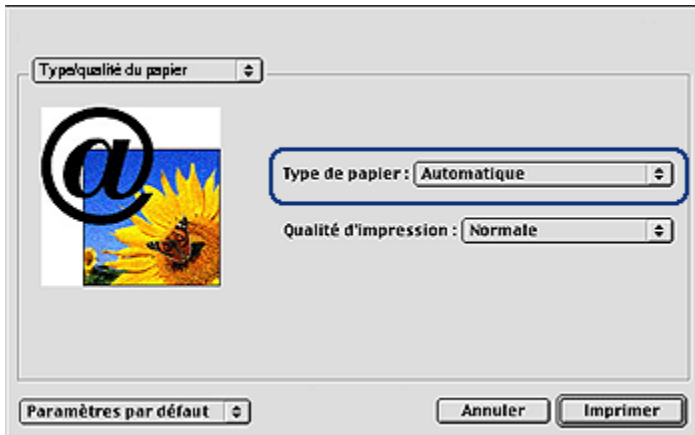 Type/qualité du papier
@
Type de papier : Automatique
Qualité d'impression : Normale
Paramètres par défaut
Annuler
Imprimer